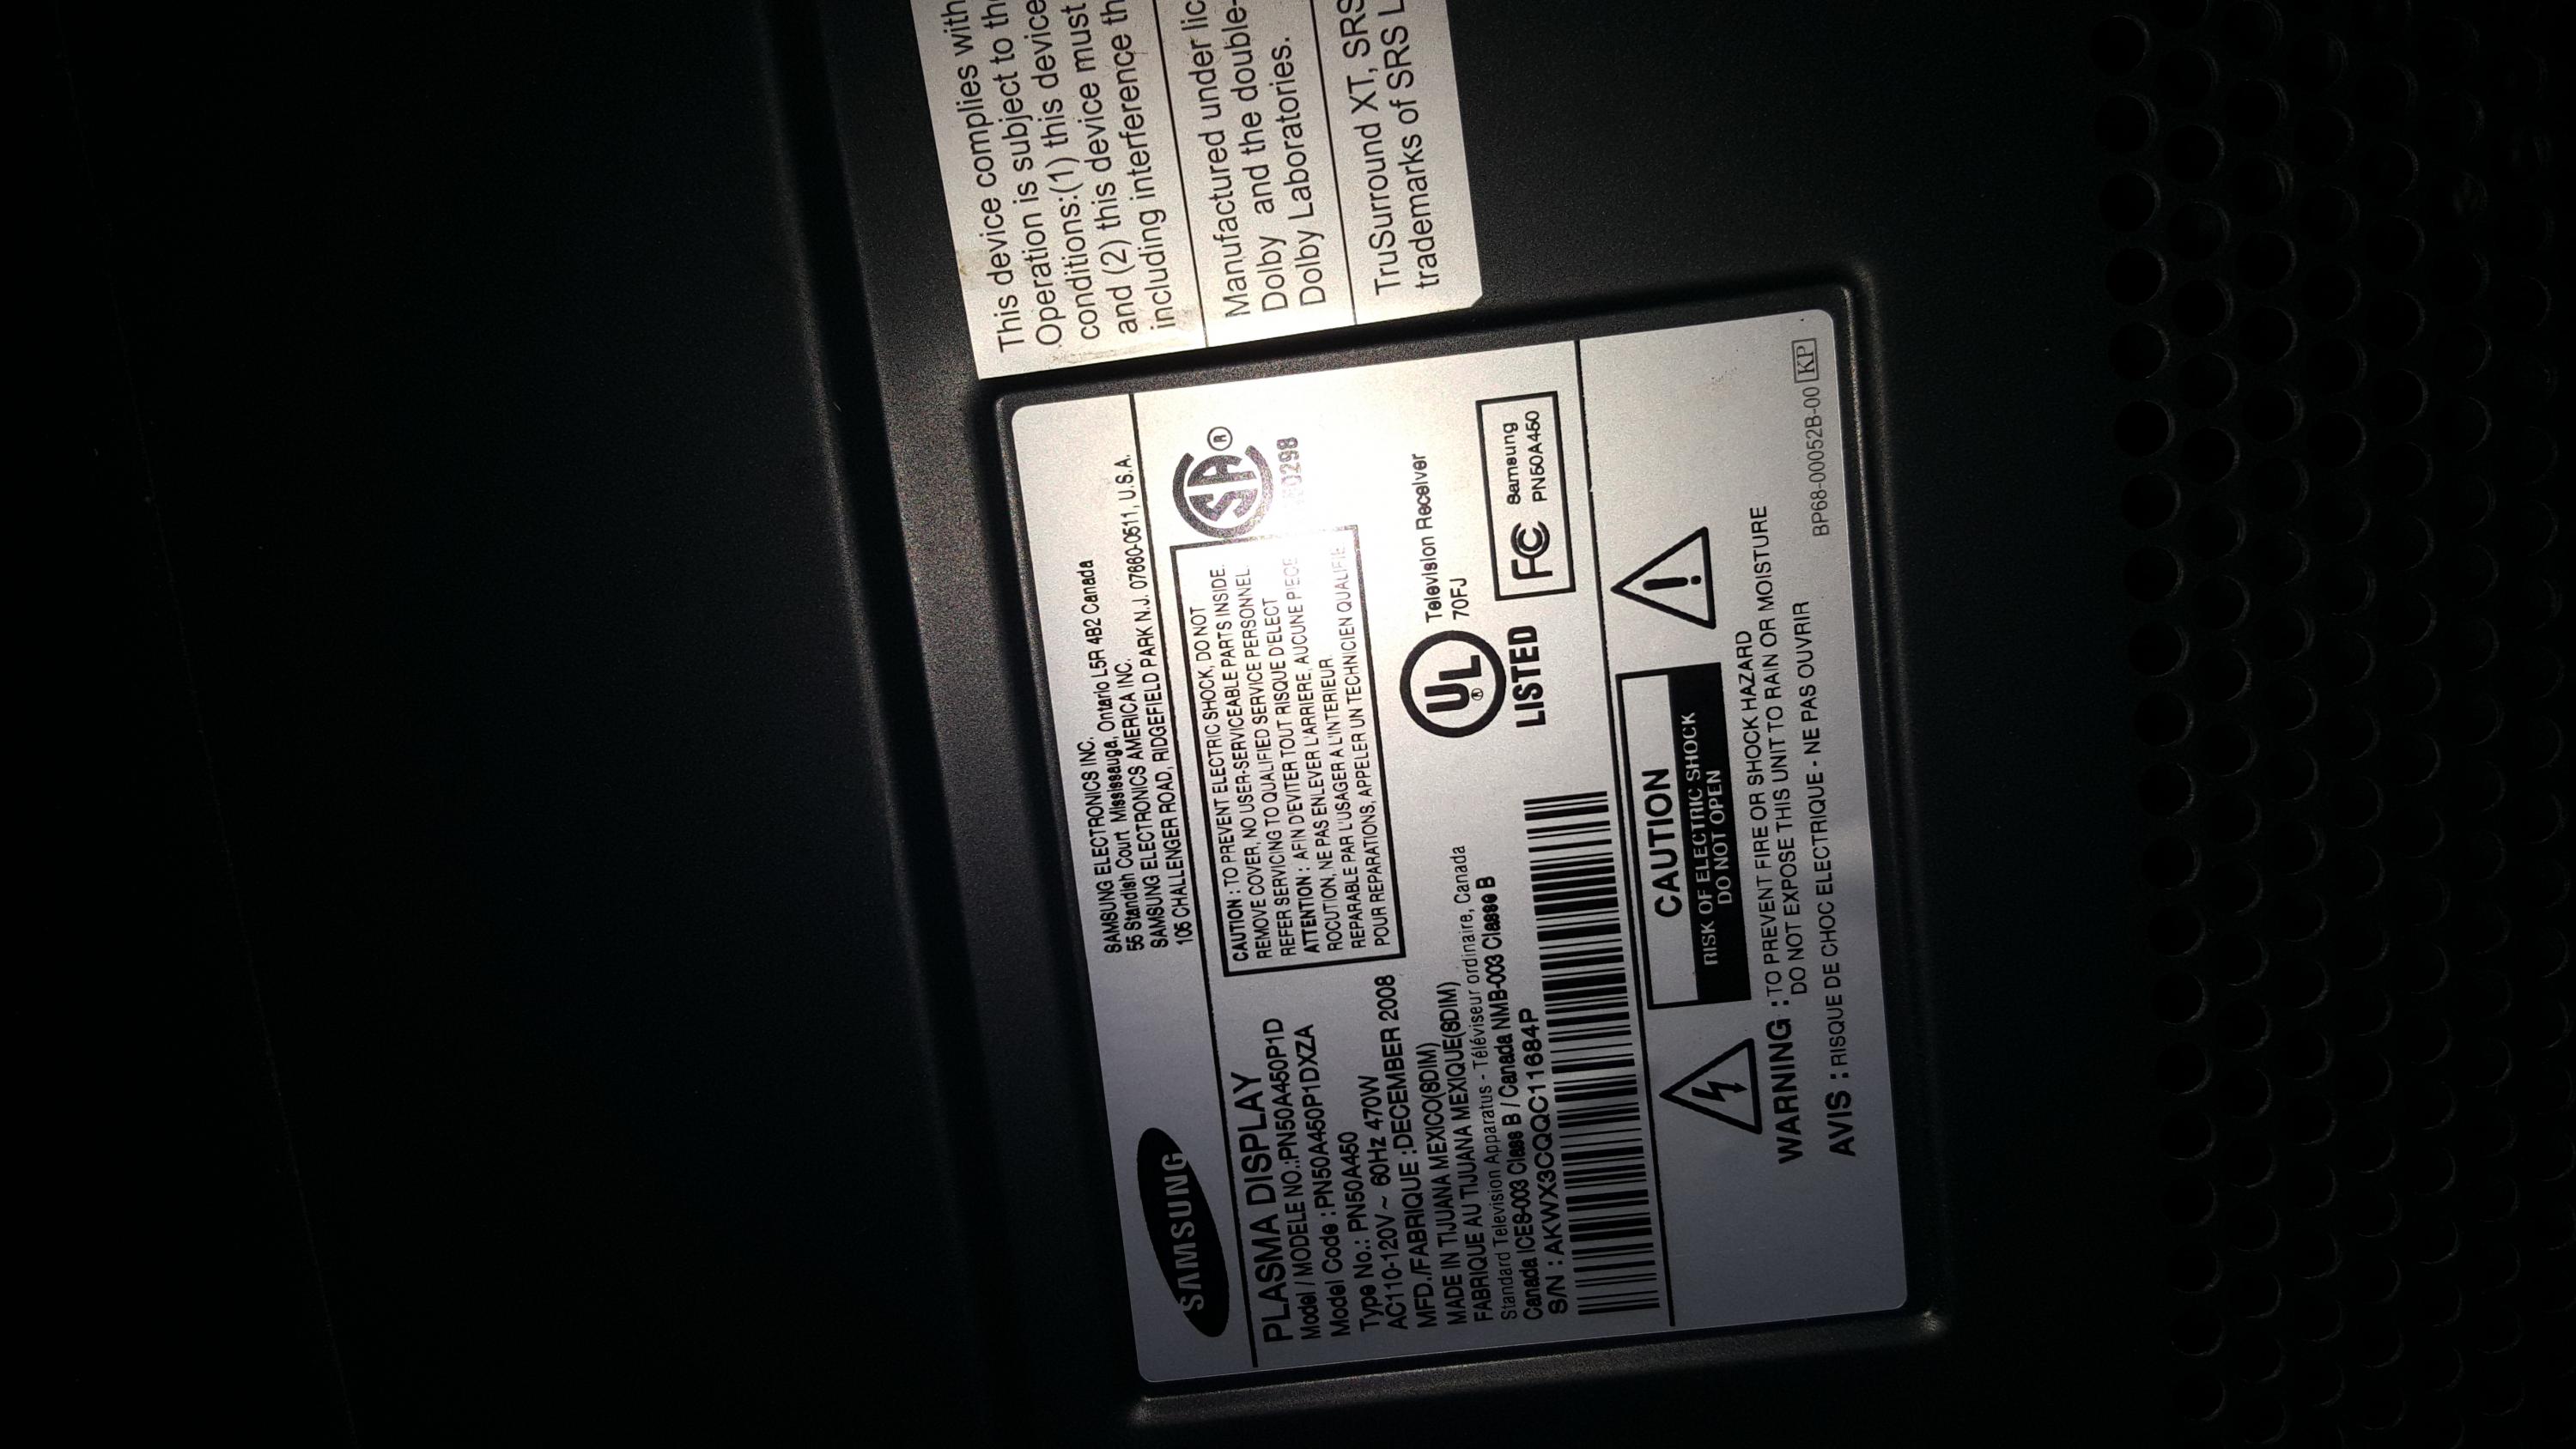 This device complies with
Operation is subject to the
conditions:(1) this device
and (2) this device must
including interference th
Manufactured under lic
Dolby and the double-
Dolby Laboratories.
TruSurround XT, SRS
trademarks of SRS L
SAMSUNG
SAMSUNG ELECTRONICS INC.
55 Standish Court Mississauga, Ontario L5R 4B2 Canada
SAMSUNG ELECTRONICS AMERICA INC.
105 CHALLENGER ROAD, RIDGEFIELD PARK N.J. 07660-0511, U.S.A.
PLASMA DISPLAY
Model / MODELE NO.:PN50A450P1D
Model Code :PN50A450P1DXZA
Type No.: PN50A450
AC110-120V~ 60Hz 470W
MFD./FABRIQUE :DECEMBER 2008
MADE IN TIJUANA MEXICO(8DIM)
FABRIQUE AU TIJUANA MEXIQUE(8DIM)
Standard Television Apparatus - Téléviseur ordinaire, Canada
Canada ICES-003 Class B / Canada NMB-003 Classe B
S/N : AKWX3CQQC11684P
CAUTION : TO PREVENT ELECTRIC SHOCK, DO NOT
REMOVE COVER, NO USER-SERVICEABLE PARTS INSIDE.
REFER SERVICING TO QUALIFIED SERVICE PERSONNEL.
ATTENTION : AFIN D'EVITER TOUT RISQUE D'ELECT
ROCUTION, NE PAS ENLEVER L'ARRIERE, AUCUNE PIECE
REPARABLE PAR L'USAGER A L'INTERIEUR.
POUR REPARATIONS, APPELER UN TECHNICIEN QUALIFIE.
SA ®
UL ®
LISTED
Television Receiver
70FJ
FC
Samsung
PN50A450
CAUTION
RISK OF ELECTRIC SHOCK
DO NOT OPEN
!
WARNING : TO PREVENT FIRE OR SHOCK HAZARD
DO NOT EXPOSE THIS UNIT TO RAIN OR MOISTURE
AVIS : RISQUE DE CHOC ELECTRIQUE - NE PAS OUVRIR
BP68-00052B-00 KP